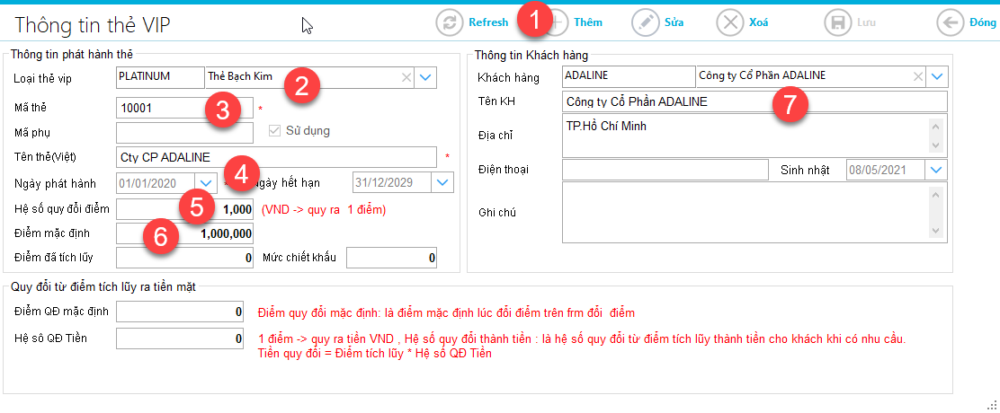 Thông tin thẻ VIP
Refresh
1
Thêm
Sửa
Xoá
Lưu
Đóng
Thông tin phát hành thẻ
Loại thẻ vip
PLATINUM
Thẻ Bạch Kim
2
Mã thẻ
10001
3
*
Mã phụ
Sử dụng
Tên thẻ(Việt)
Cty CP ADALINE
*
Ngày phát hành
01/01/2020
*
4
gày hết hạn
31/12/2029
Hệ số quy đổi điểm
5
1,000
(VND -> quy ra 1 điểm)
Điểm mặc định
6
1,000,000
Điểm đã tích lũy
0
Mức chiết khấu
0
Thông tin Khách hàng
Khách hàng
ADALINE
Công ty Cổ Phần ADALINE
Tên KH
Công ty Cổ Phần ADALINE
7
Địa chỉ
TP.Hồ Chí Minh
Điện thoại
Sinh nhật
08/05/2021
Ghi chú
Quy đổi từ điểm tích lũy ra tiền mặt
Điểm QĐ mặc định
0
Điểm quy đổi mặc định: là điểm mặc định lúc đổi điểm trên frm đổi điểm
Hệ sô QĐ Tiền
0
1 điểm -> quy ra tiền VND , Hệ số quy đổi thành tiền : là hệ số quy đổi từ điểm tích lũy thành tiền cho khách khi có nhu cầu.
Tiền quy đổi = Điểm tích lũy * Hệ số QĐ Tiền